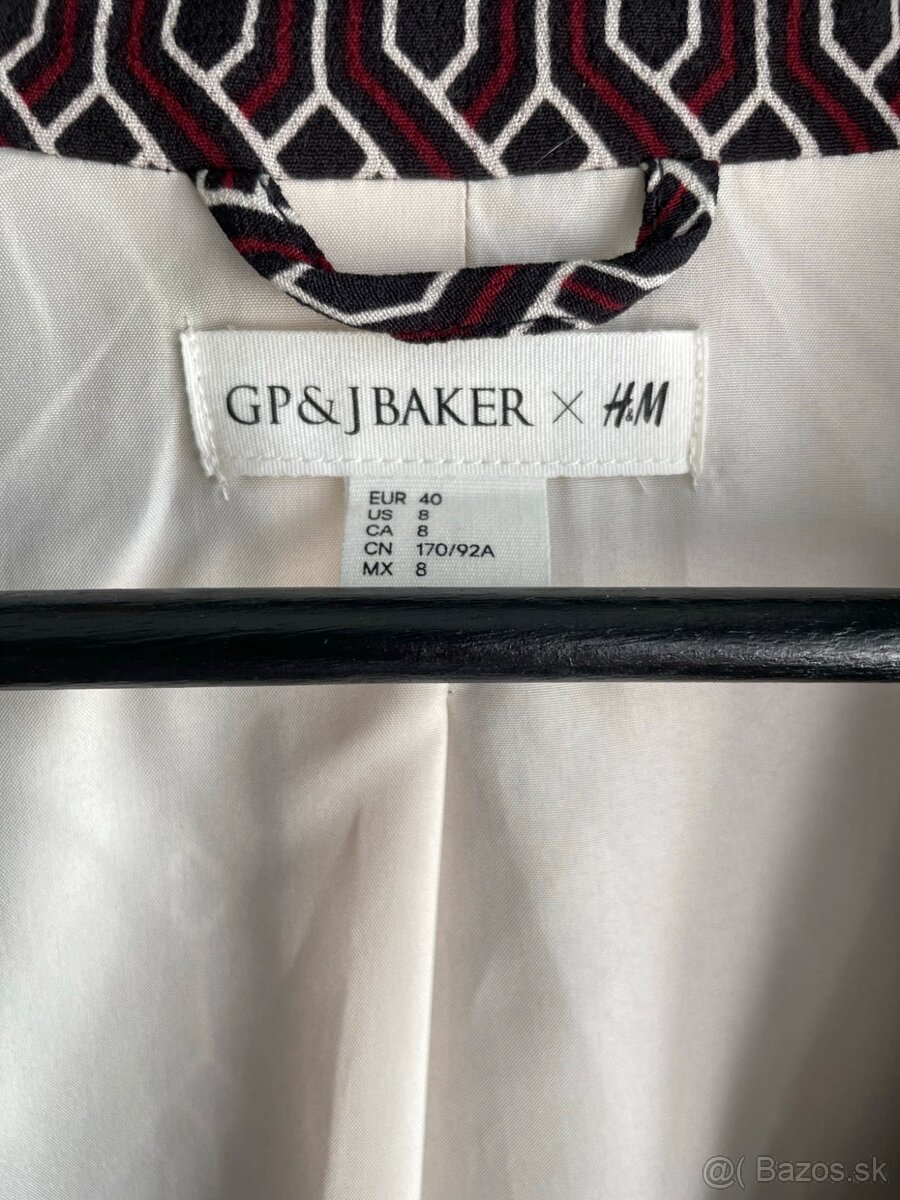 GP&J BAKER × H&M
EUR 40
US 8
CA 8
CN 170/92A
MX 8
@( Bazos.sk